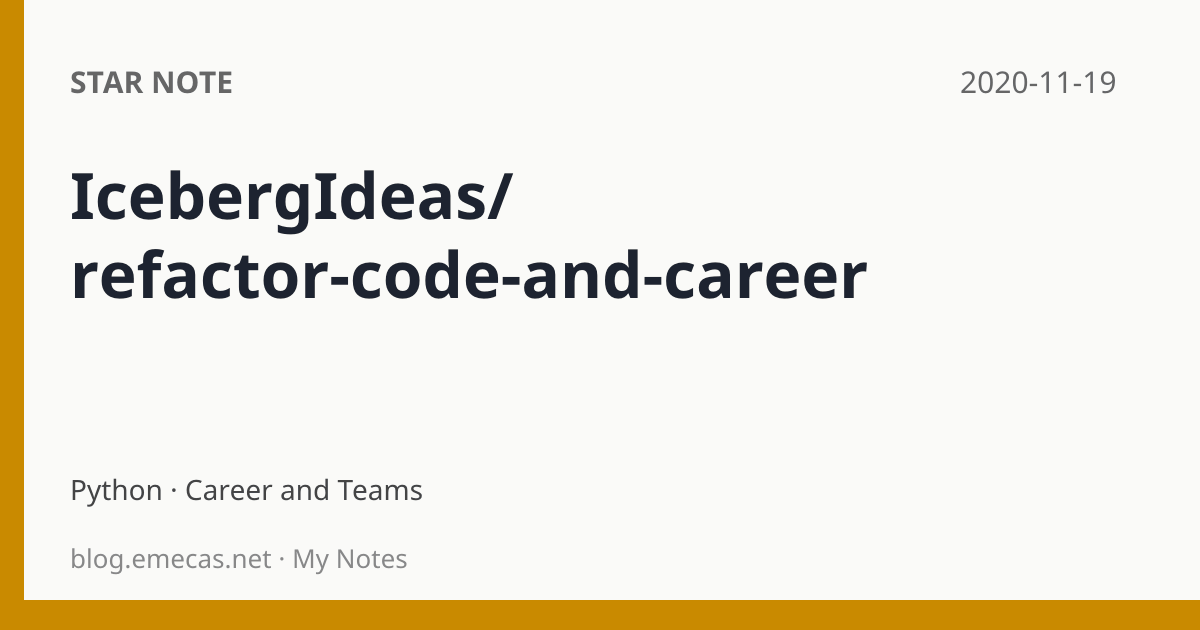 STAR NOTE
2020-11-19
IcebergIdeas/
refactor-code-and-career
Python · Career and Teams
blog.emecas.net · My Notes